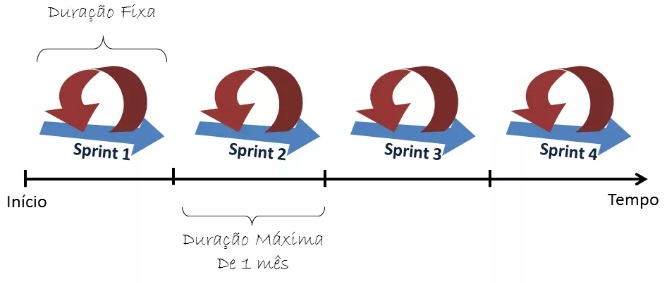 Duração Fixa
Sprint 1
Sprint 2
Sprint 3
Sprint 4
Início
Tempo
Duração Máxima
De 1 mês